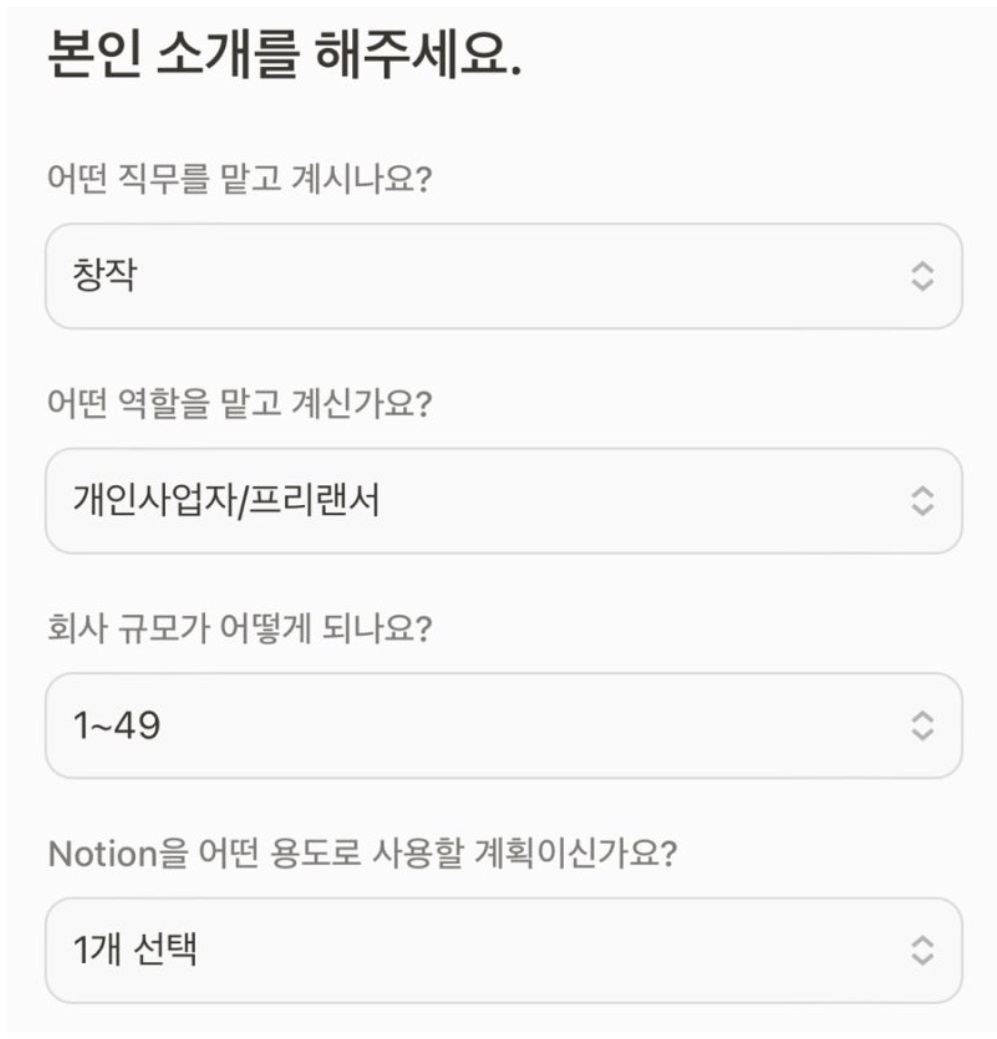 본인 소개를 해주세요.
어떤 직무를 맡고 계시나요?
창작
어떤 역할을 맡고 계신가요?
개인사업자/프리랜서
회사 규모가 어떻게 되나요?
1~49
Notion을 어떤 용도로 사용할 계획이신가요?
1개 선택